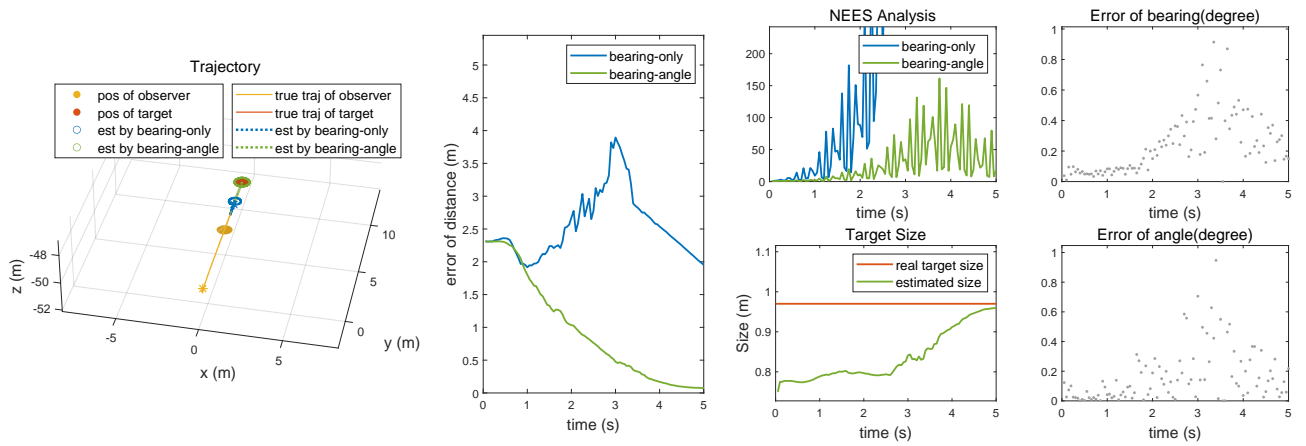 Trajectory
pos of observer
pos of target
est by bearing-only
est by bearing-angle
true traj of observer
true traj of target
est by bearing-only
est by bearing-angle
-48
-50
-52
z (m)
-5
0
5
x (m)
0
5
10
y (m)
5
4.5
4
3.5
3
2.5
2
1.5
1
0.5
0
error of distance (m)
bearing-only
bearing-angle
0 1 2 3 4 5
time (s)
NEES Analysis
200
150
100
50
0
bearing-only
bearing-angle
0 1 2 3 4 5
time (s)
Error of bearing(degree)
1
0.8
0.6
0.4
0.2
0
0 1 2 3 4 5
time (s)
Target Size
1.1
1
0.9
0.8
0.7
Size (m)
real target size
estimated size
0 1 2 3 4 5
time (s)
Error of angle(degree)
1
0.8
0.6
0.4
0.2
0
0 1 2 3 4 5
time (s)